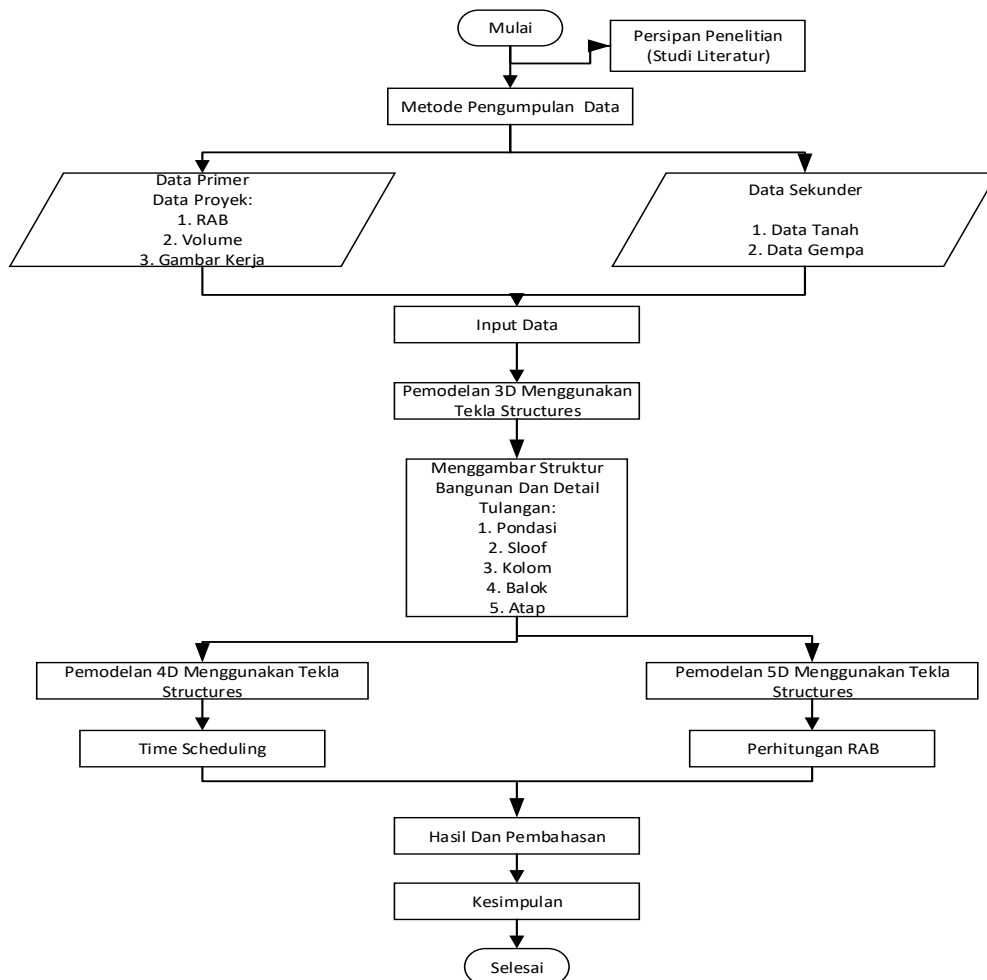 Mulai
Persipan Penelitian
(Studi Literatur)
Metode Pengumpulan Data
Data Primer
Data Proyek:
1. RAB
2. Volume
3. Gambar Kerja
Data Sekunder
1. Data Tanah
2. Data Gempa
Input Data
Pemodelan 3D Menggunakan
Tekla Structures
Menggambar Struktur
Bangunan Dan Detail
Tulangan:
1. Pondasi
2. Sloof
3. Kolom
4. Balok
5. Atap
Pemodelan 4D Menggunakan Tekla
Structures
Pemodelan 5D Menggunakan Tekla
Structures
Time Scheduling
Perhitungan RAB
Hasil Dan Pembahasan
Kesimpulan
Selesai